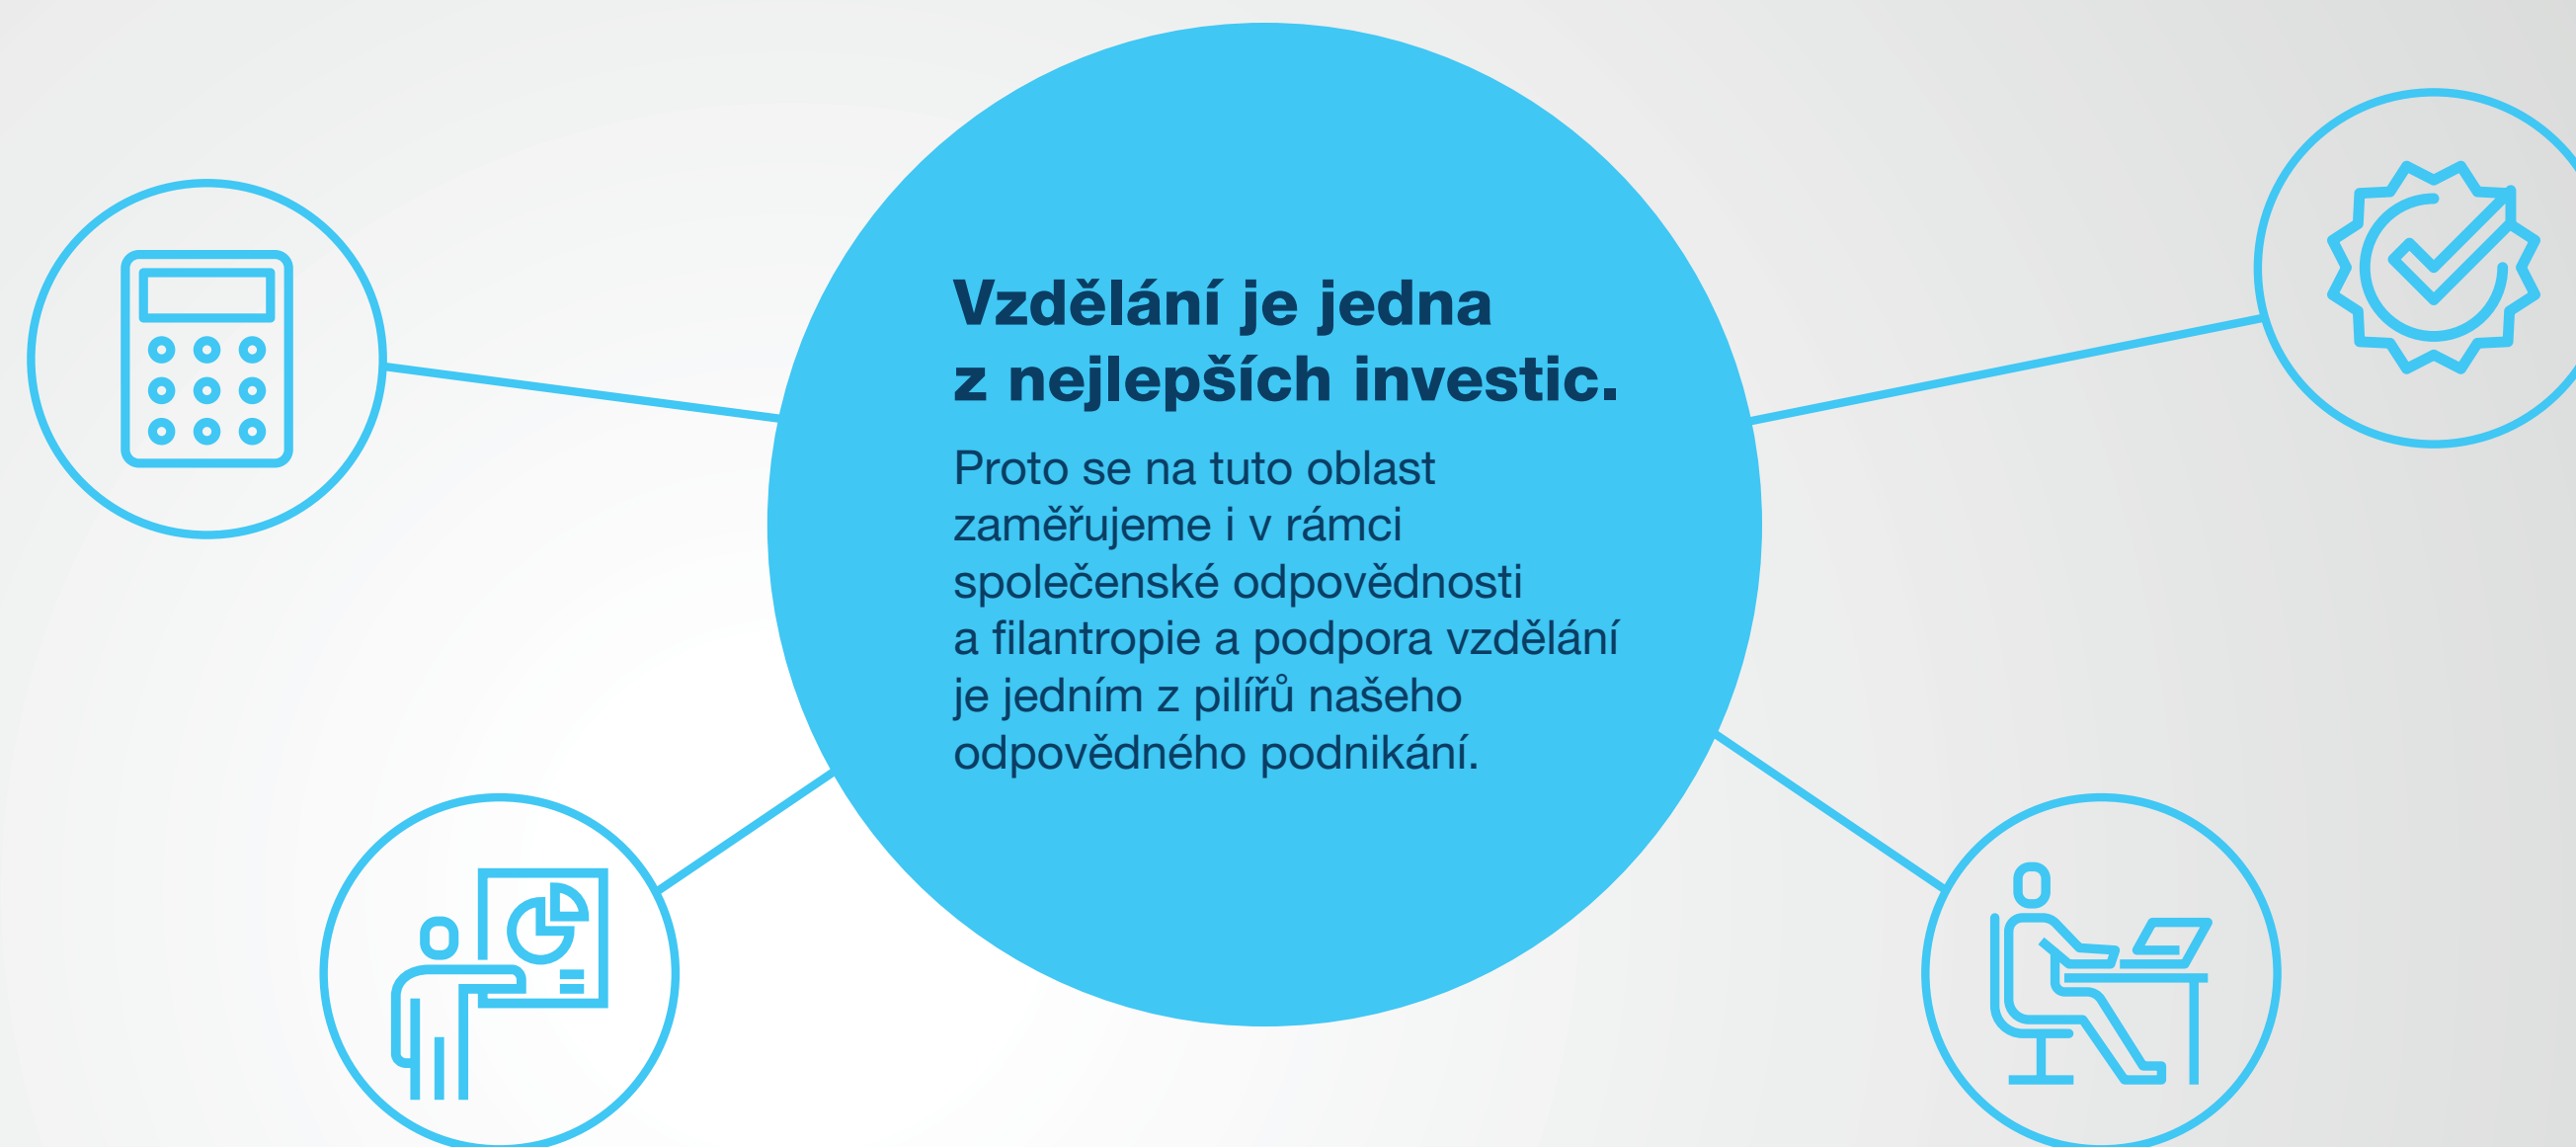 Vzdělání je jedna
z nejlepších investic.
Proto se na tuto oblast
zaměřujeme i v rámci
společenské odpovědnosti
a filantropie a podpora vzdělání
je jedním z pilířů našeho
odpovědného podnikání.